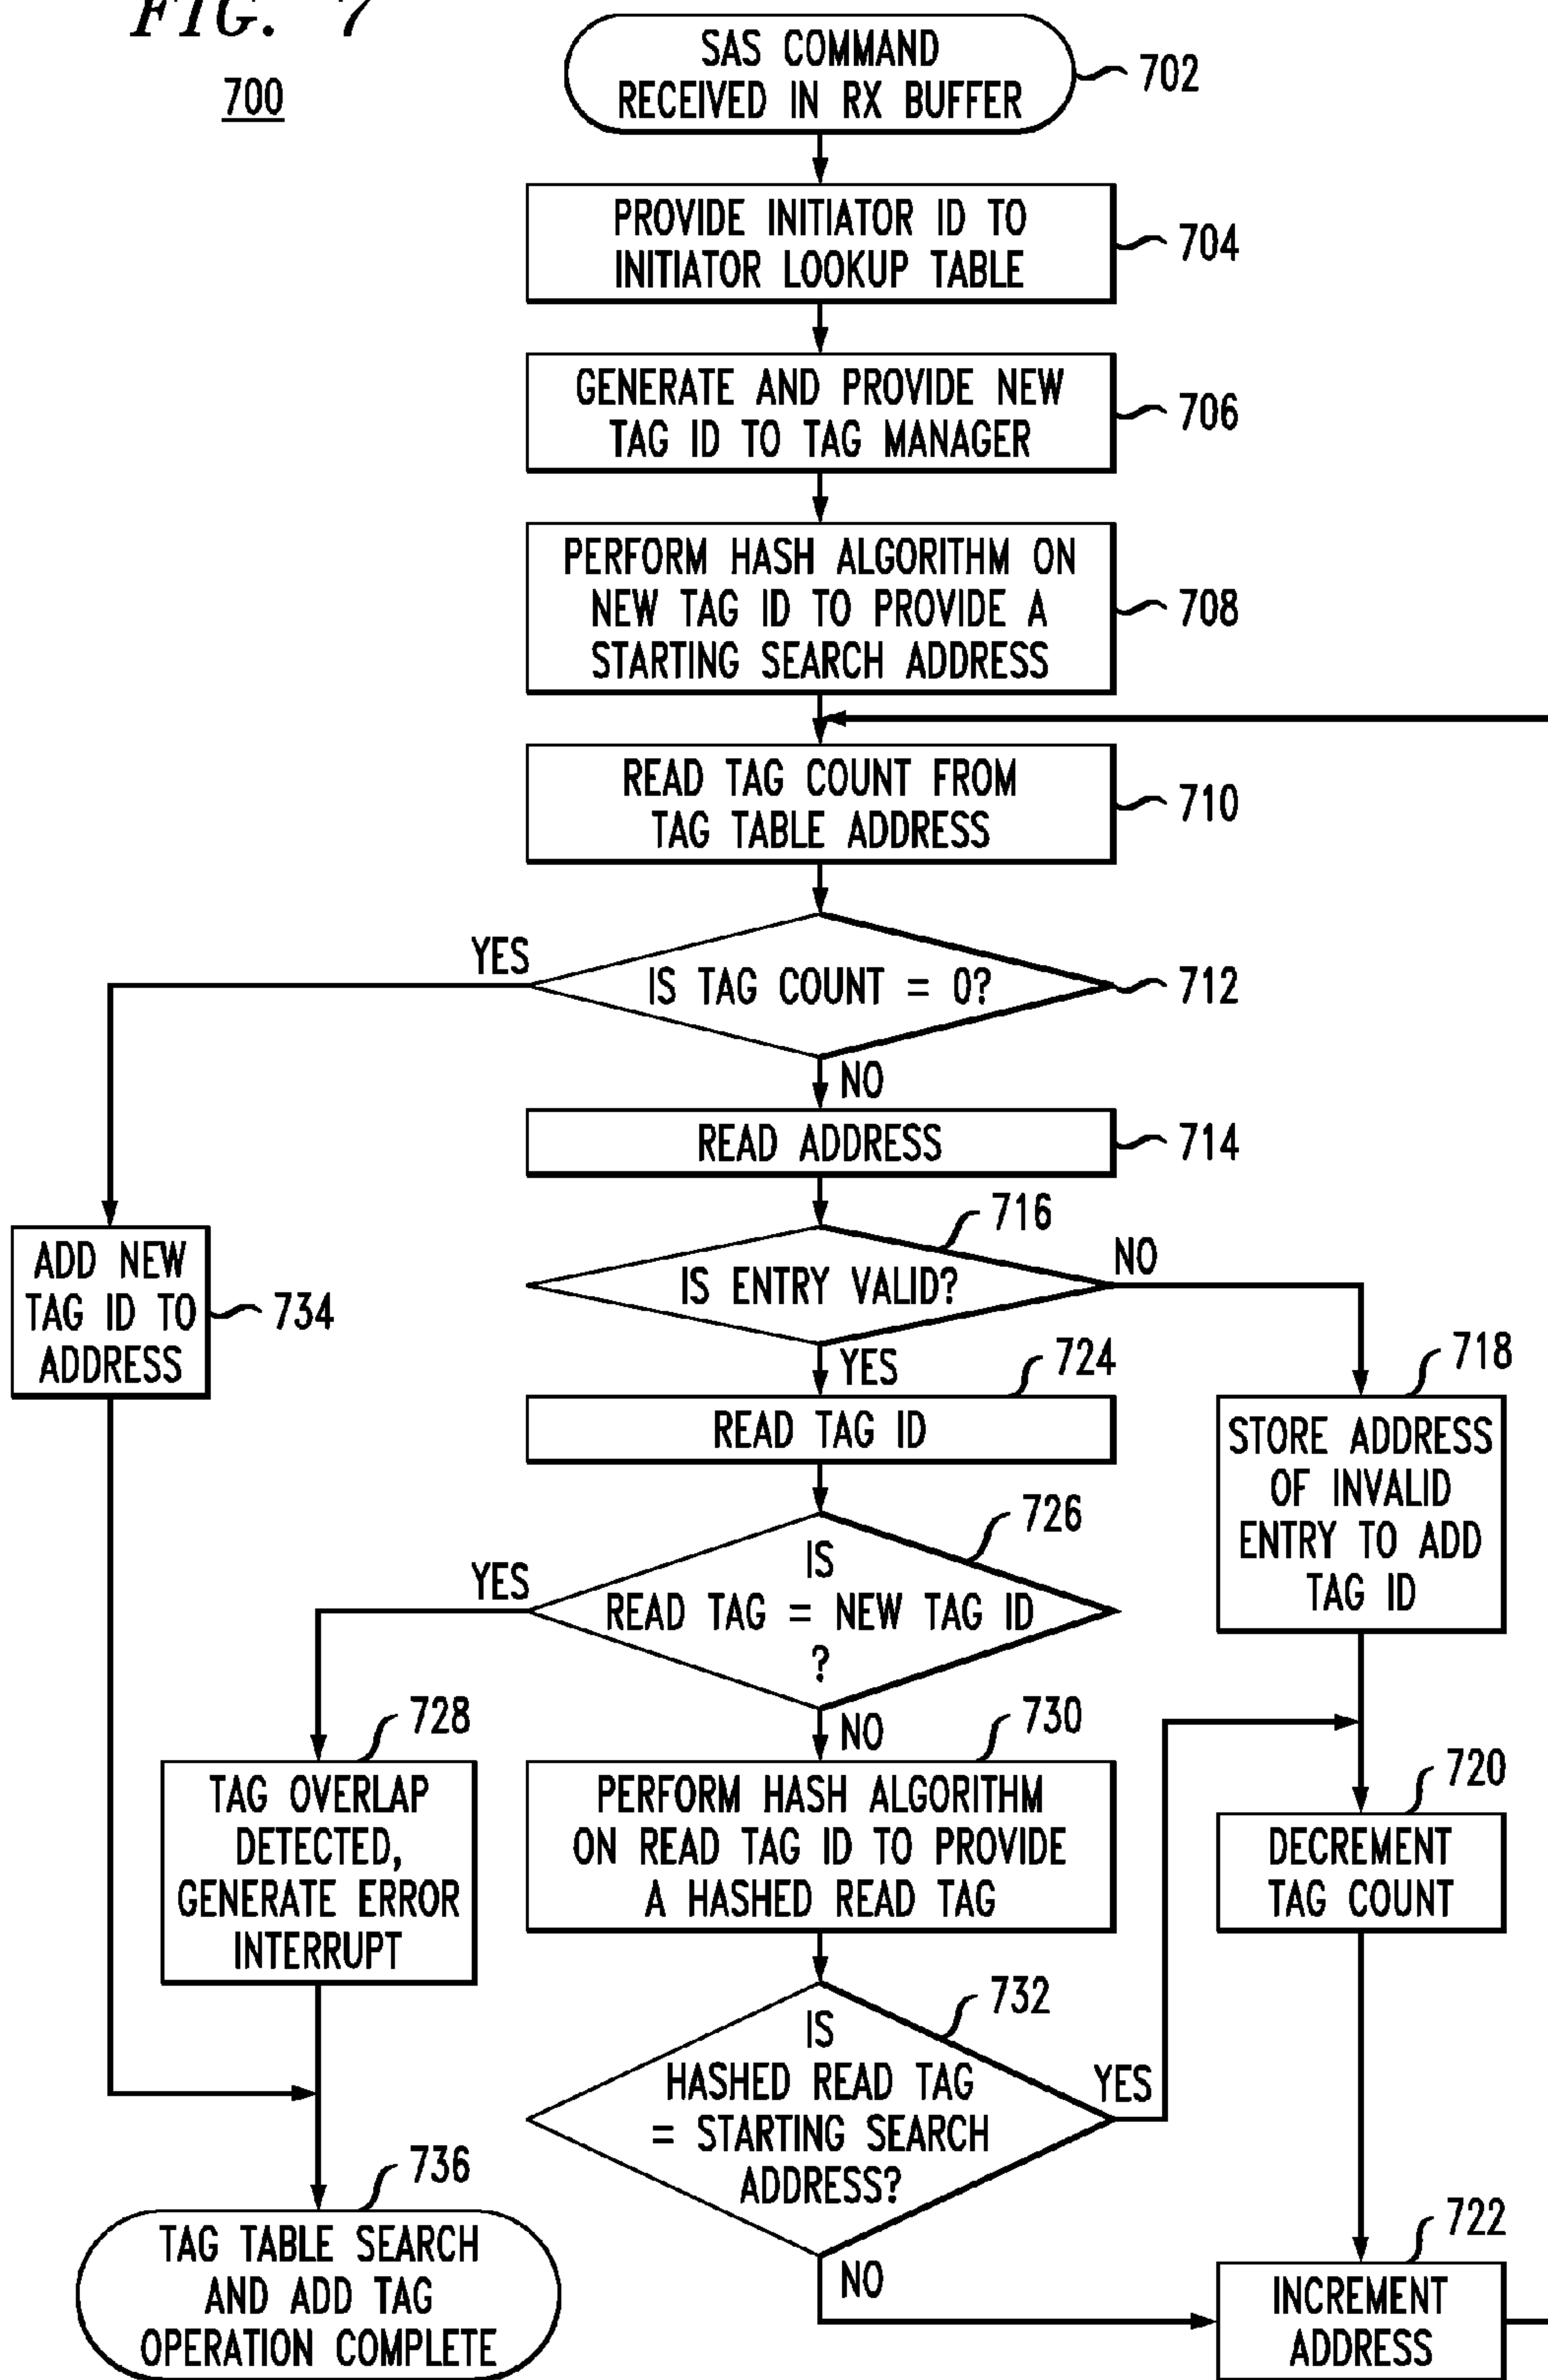 FIG. 7
700
SAS COMMAND
RECEIVED IN RX BUFFER
702
PROVIDE INITIATOR ID TO
INITIATOR LOOKUP TABLE
704
GENERATE AND PROVIDE NEW
TAG ID TO TAG MANAGER
706
PERFORM HASH ALGORITHM ON
NEW TAG ID TO PROVIDE A
STARTING SEARCH ADDRESS
708
READ TAG COUNT FROM
TAG TABLE ADDRESS
710
YES
IS TAG COUNT = 0?
712
NO
READ ADDRESS
714
716
IS ENTRY VALID?
NO
ADD NEW
TAG ID TO
ADDRESS
734
YES
724
READ TAG ID
718
STORE ADDRESS
OF INVALID
ENTRY TO ADD
TAG ID
726
YES
IS
READ TAG = NEW TAG ID
?
NO
728
TAG OVERLAP
DETECTED,
GENERATE ERROR
INTERRUPT
730
PERFORM HASH ALGORITHM
ON READ TAG ID TO PROVIDE
A HASHED READ TAG
720
DECREMENT
TAG COUNT
732
IS
HASHED READ TAG
= STARTING SEARCH
ADDRESS?
YES
NO
736
TAG TABLE SEARCH
AND ADD TAG
OPERATION COMPLETE
722
INCREMENT
ADDRESS